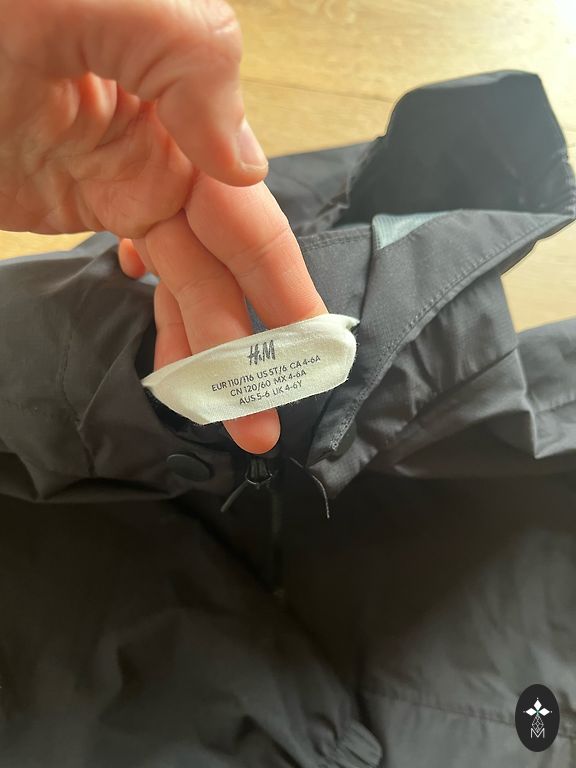 H&M
EUR 110/116 US 5T/6 CA 4-6A
CN 120/60 MX 4-6A
AUS 5-6 UK 4-6Y
M